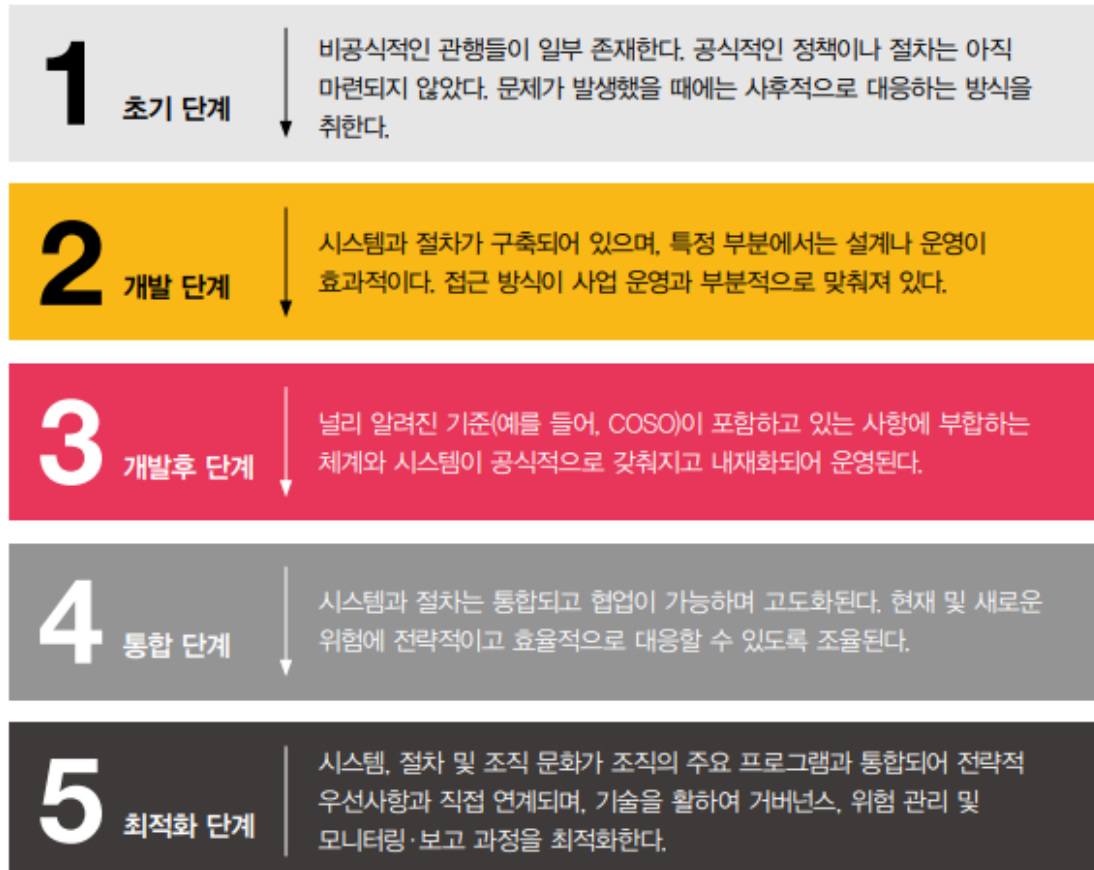 1
초기 단계
비공식적인 관행들이 일부 존재한다. 공식적인 정책이나 절차는 아직
마련되지 않았다. 문제가 발생했을 때에는 사후적으로 대응하는 방식을
취한다.
2
개발 단계
시스템과 절차가 구축되어 있으며, 특정 부분에서는 설계나 운영이
효과적이다. 접근 방식이 사업 운영과 부분적으로 맞춰져 있다.
3
개발후 단계
널리 알려진 기준(예를 들어, COSO)이 포함하고 있는 사항에 부합하는
체계와 시스템이 공식적으로 갖춰지고 내재화되어 운영된다.
4
통합 단계
시스템과 절차는 통합되고 협업이 가능하며 고도화된다. 현재 및 새로운
위험에 전략적이고 효율적으로 대응할 수 있도록 조율된다.
5
최적화 단계
시스템, 절차 및 조직 문화가 조직의 주요 프로그램과 통합되어 전략적
우선사항과 직접 연계되며, 기술을 활하여 거버넌스, 위험 관리 및
모니터링·보고 과정을 최적화한다.